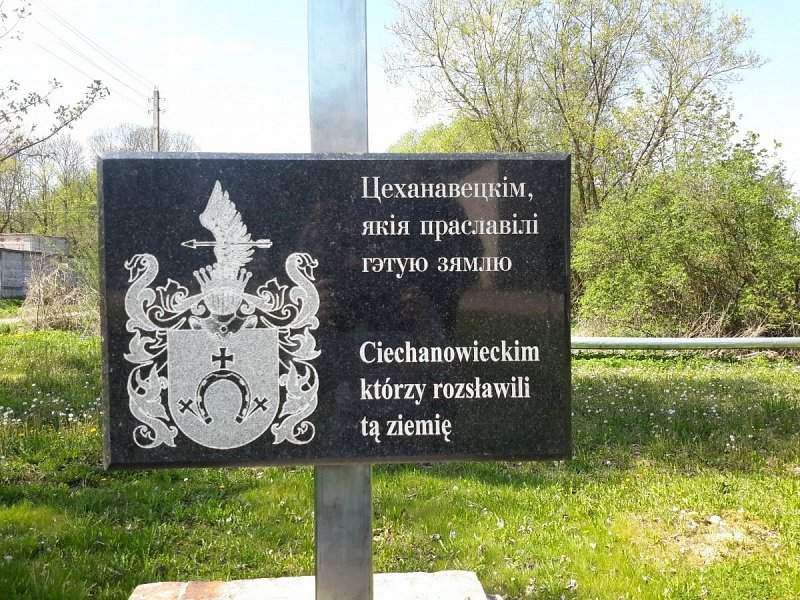 Цеханавецкім,
якія праславілі
гэтую зямлю
Ciechanowieckim
którzy rozsławili
tą ziemię